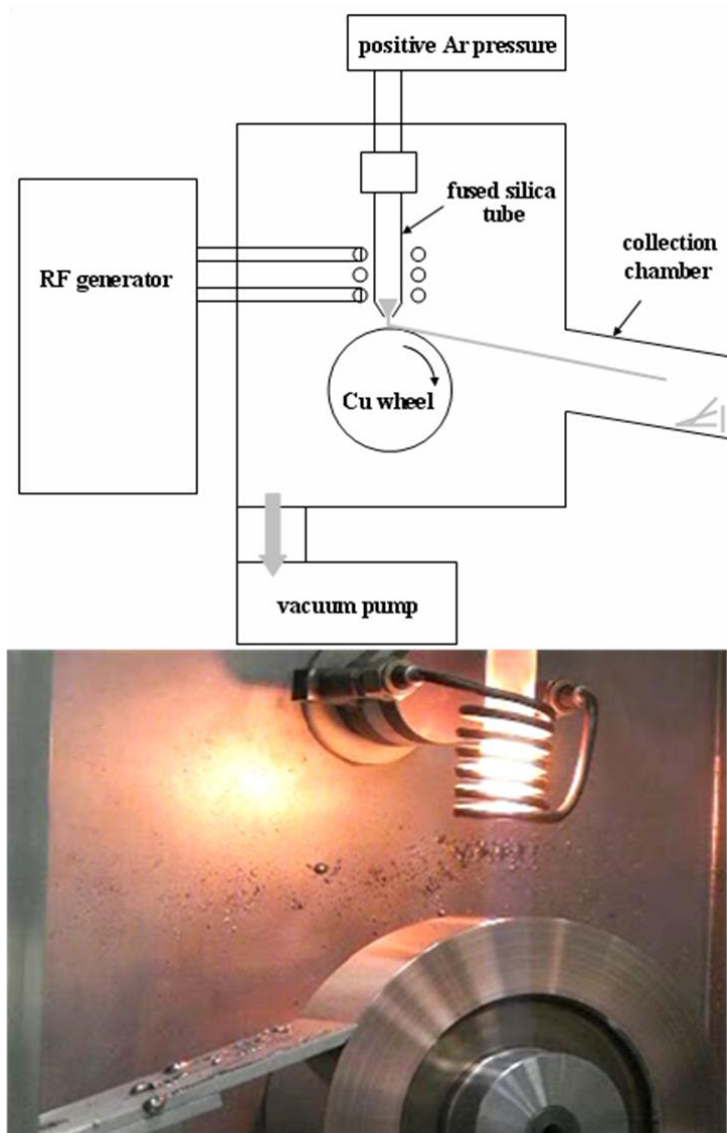 positive Ar pressure
fused silica
tube
collection
chamber
RF generator
Cu wheel
vacuum pump